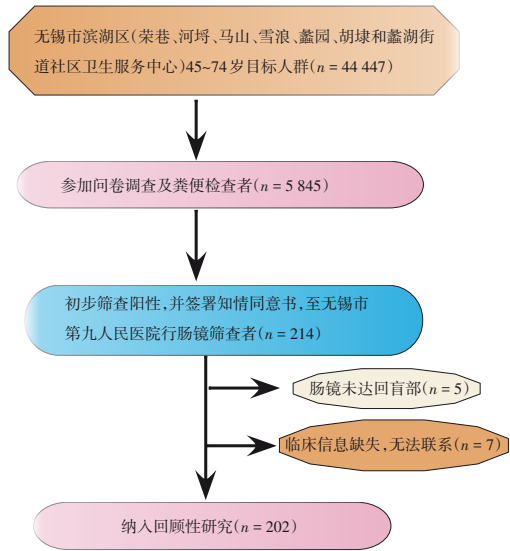 无锡市滨湖区(荣巷、河埒、马山、雪浪、蠡园、胡埭和蠡湖街
道社区卫生服务中心)45~74岁目标人群(n = 44 447)
参加问卷调查及粪便检查者(n = 5 845)
初步筛查阳性,并签署知情同意书,至无锡市
第九人民医院行肠镜筛查者(n = 214)
肠镜未达回盲部(n = 5)
临床信息缺失,无法联系(n = 7)
纳入回顾性研究(n = 202)